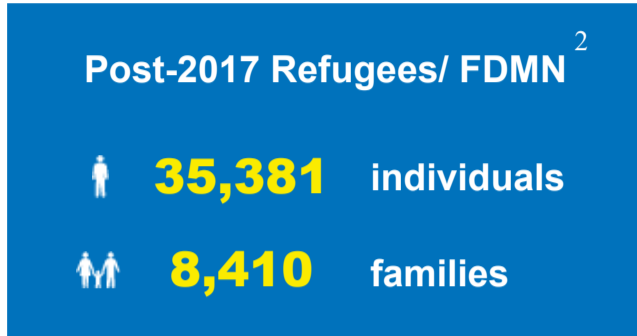 Post-2017 Refugees/ FDMN 2
35,381 individuals
8,410 families